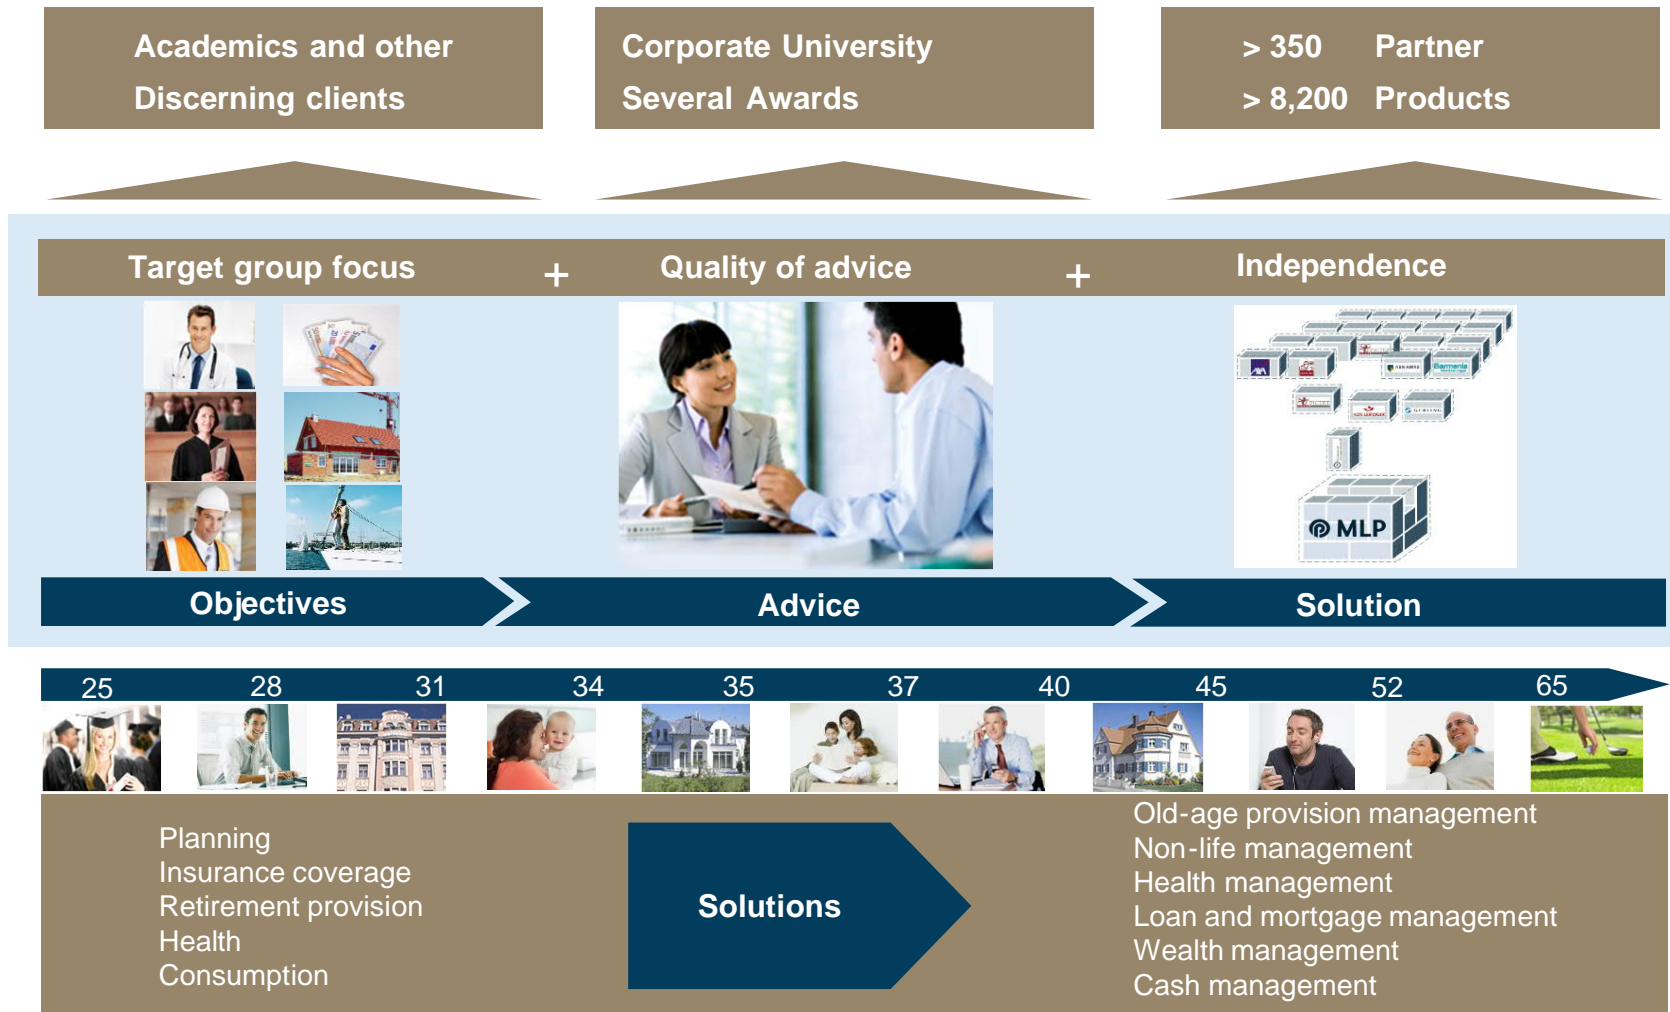 Academics and other
Discerning clients
Corporate University
Several Awards
> 350 Partner
> 8,200 Products
Target group focus + Quality of advice + Independence
AXA
Barmenia
MLP
Objectives
Advice
Solution
25 28 31 34 35 37 40 45 52 65
Planning
Insurance coverage
Retirement provision
Health
Consumption
Solutions
Old-age provision management
Non-life management
Health management
Loan and mortgage management
Wealth management
Cash management